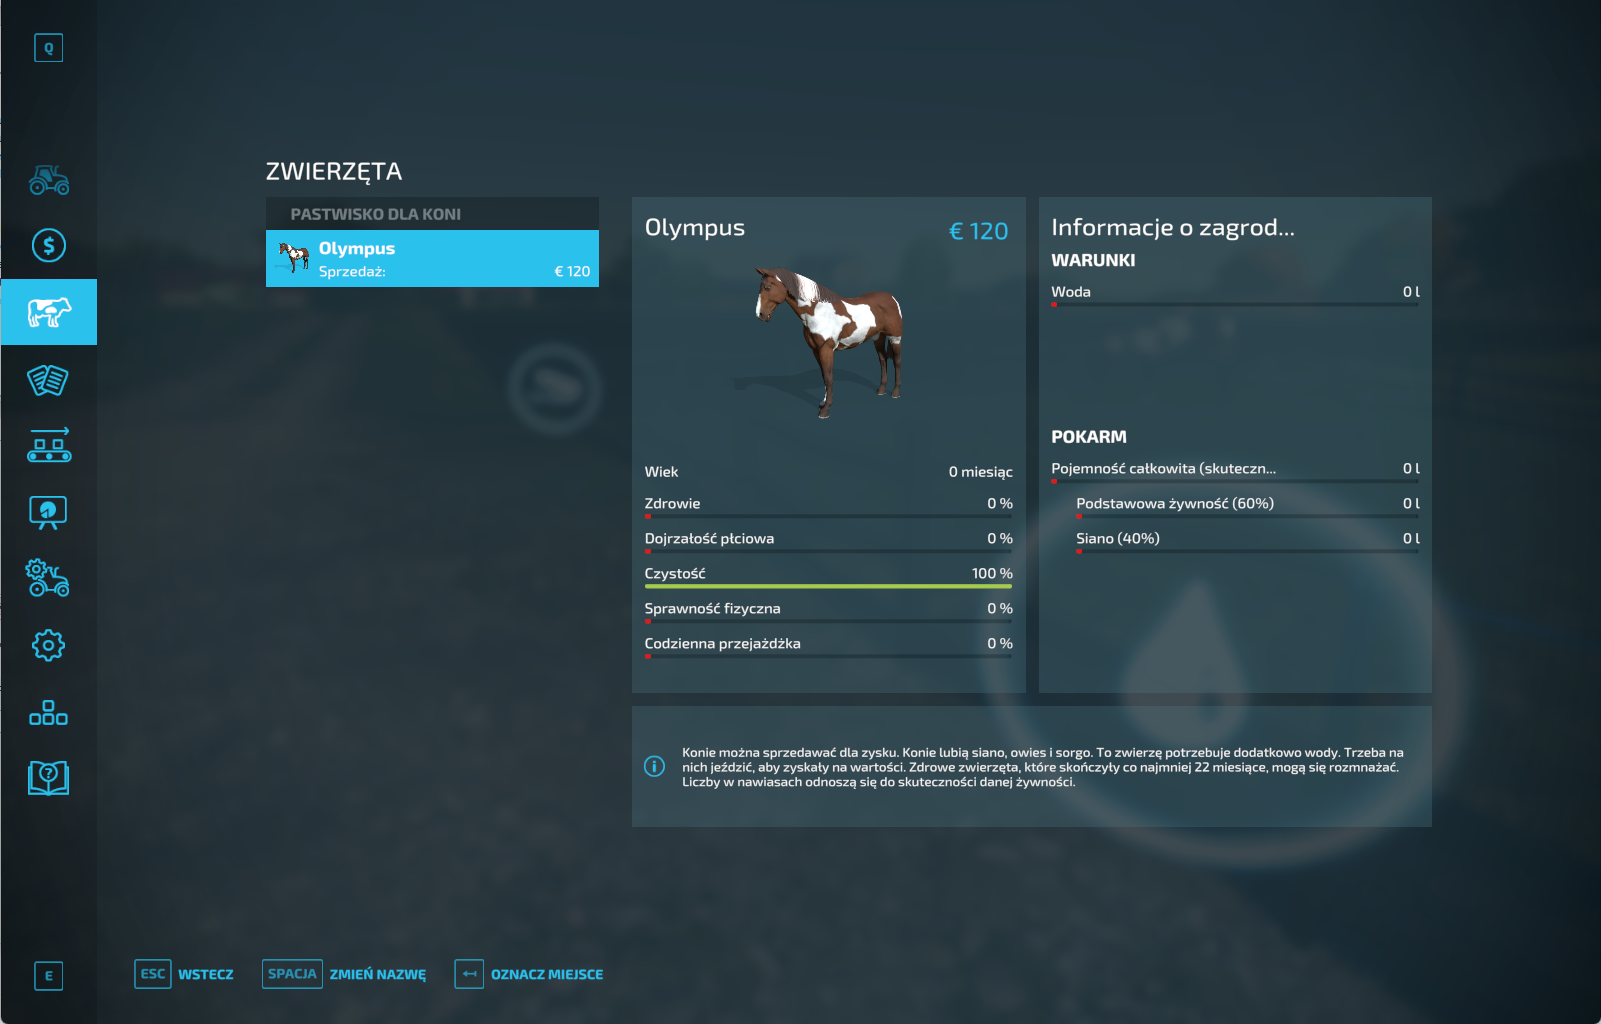 Q
ZWIERZĘTA
PASTWISKO DLA KONI
Olympus
Sprzedaż: € 120
Olympus € 120
Wiek 0 miesiąc
Zdrowie 0 %
Dojrzałość płciowa 0 %
Czystość 100 %
Sprawność fizyczna 0 %
Codzienna przejażdżka 0 %
Informacje o zagrod...
WARUNKI
Woda 0 l
POKARM
Pojemność całkowita (skuteczn... 0 l
Podstawowa żywność (60%) 0 l
Siano (40%) 0 l
Konie można sprzedawać dla zysku. Konie lubią siano, owies i sorgo. To zwierzę potrzebuje dodatkowo wody. Trzeba na
nich jeździć, aby zyskały na wartości. Zdrowe zwierzęta, które skończyły co najmniej 22 miesiące, mogą się rozmnażać.
Liczby w nawiasach odnoszą się do skuteczności danej żywności.
E
ESC WSTECZ SPACJA ZMIEŃ NAZWĘ OZNACZ MIEJSCE